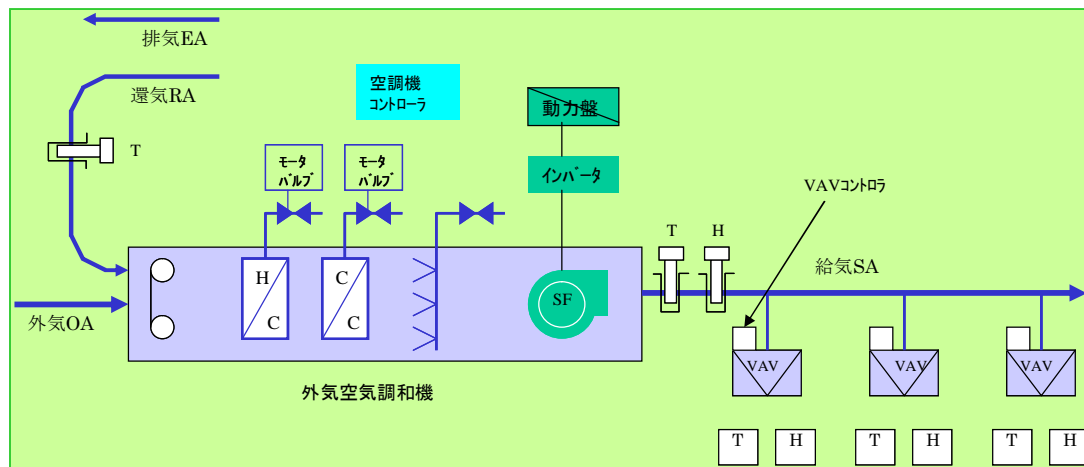 排気EA
還気RA
T
空調機
コントローラ
動力盤
インバータ
モータ
バルブ
モータ
バルブ
VAVコントロラ
T
H
給気SA
外気OA
H
C
C
C
SF
外気空気調和機
VAV
VAV
VAV
T
H
T
H
T
H